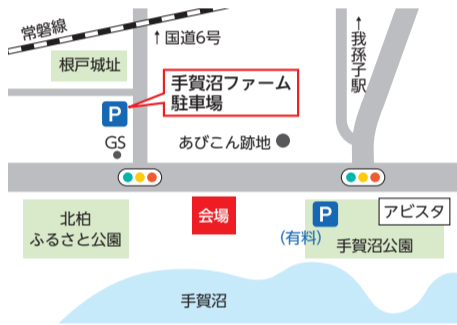 常磐線
↑国道6号
↑我孫子駅
根戸城址
手賀沼ファーム
駐車場
P
GS
あびこん跡地
北柏
ふるさと公園
会場
P
(有料)
アビスタ
手賀沼公園
手賀沼